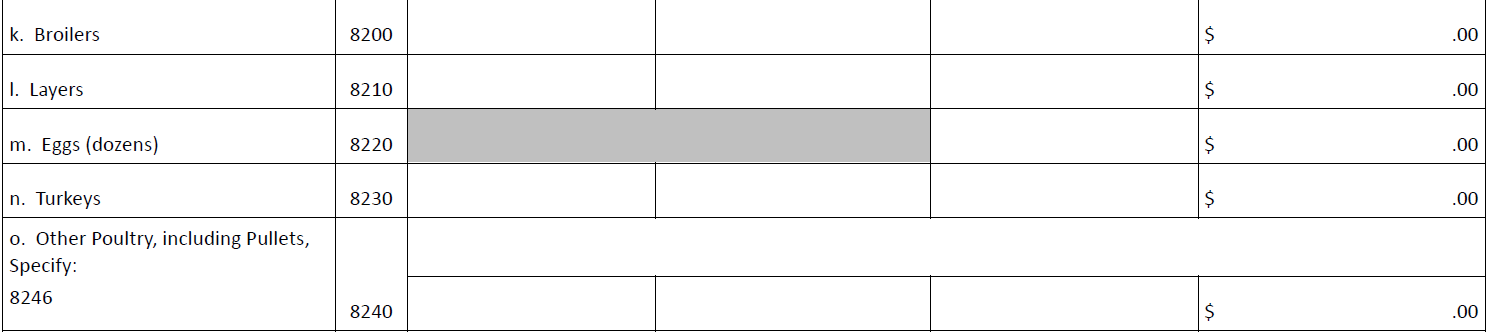 k. Broilers 8200 $ .00
l. Layers 8210 $ .00
m. Eggs (dozens) 8220 $ .00
n. Turkeys 8230 $ .00
o. Other Poultry, including Pullets,
Specify:
8246
8240 $ .00